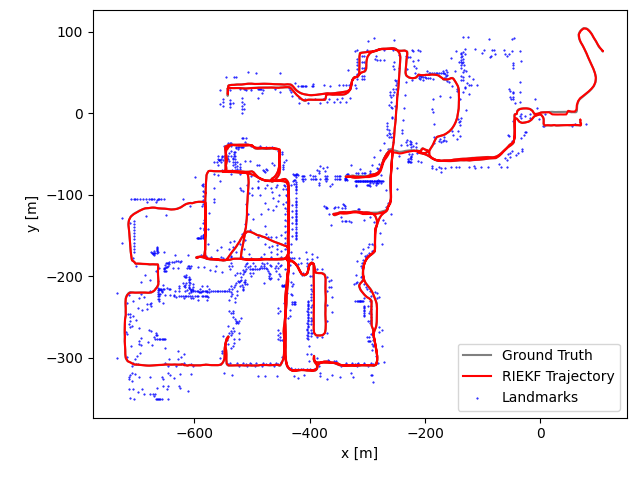 100
0
−100
−200
−300
y [m]
−600
−400
−200
0
x [m]
Ground Truth
RIEKF Trajectory
Landmarks